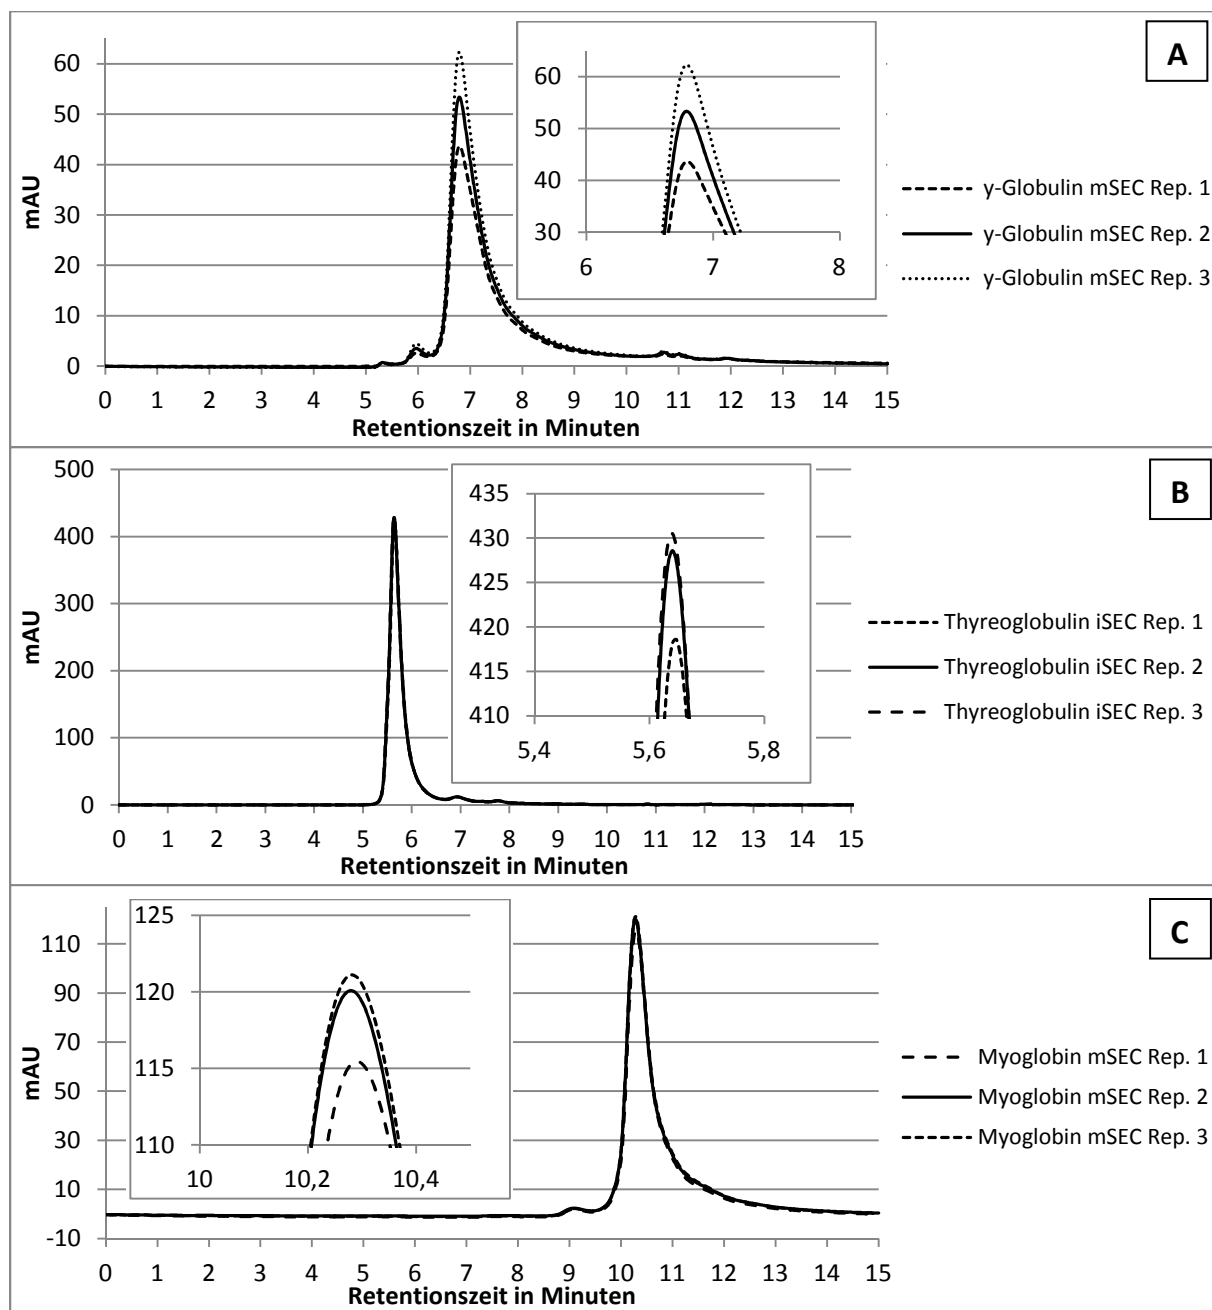 A
60
50
40
30
20
10
0
mAU
0 1 2 3 4 5 6 7 8 9 10 11 12 13 14 15
Retentionszeit in Minuten
60
50
40
30
6 7 8
y-Globulin mSEC Rep. 1
y-Globulin mSEC Rep. 2
y-Globulin mSEC Rep. 3
B
500
400
300
200
100
0
mAU
0 1 2 3 4 5 6 7 8 9 10 11 12 13 14 15
Retentionszeit in Minuten
435
430
425
420
415
410
5,4 5,6 5,8
Thyreoglobulin iSEC Rep. 1
Thyreoglobulin iSEC Rep. 2
Thyreoglobulin iSEC Rep. 3
C
110
90
70
50
30
10
-10
mAU
0 1 2 3 4 5 6 7 8 9 10 11 12 13 14 15
Retentionszeit in Minuten
125
120
115
110
10 10,2 10,4
Myoglobin mSEC Rep. 1
Myoglobin mSEC Rep. 2
Myoglobin mSEC Rep. 3